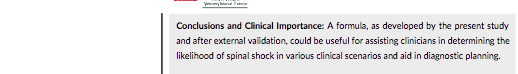 Conclusions and Clinical Importance: A formula, as developed by the present study
and after external validation, could be useful for assisting clinicians in determining the
likelihood of spinal shock in various clinical scenarios and aid in diagnostic planning.